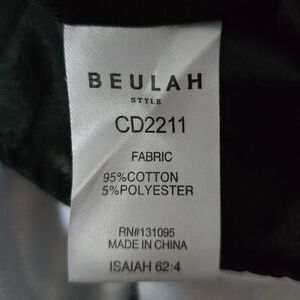 BEULAH
STYLE
CD2211
FABRIC
95%COTTON
5%POLYESTER
RN#131095
MADE IN CHINA
ISAIAH 62:4